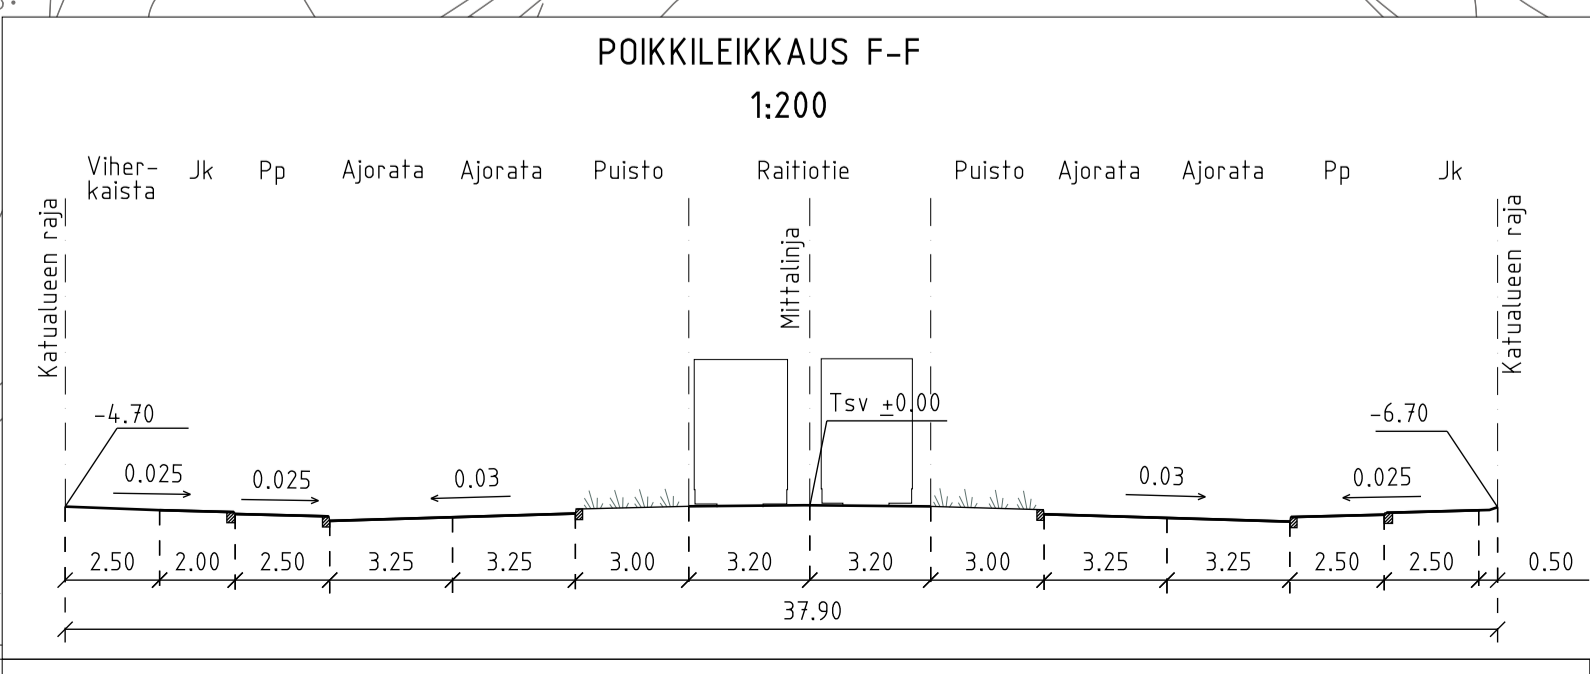 POIKKILEIKKAUS F-F
1:200
Viher-
kaista
Jk
Pp
Ajorata
Ajorata
Puisto
Raitiotie
Puisto
Ajorata
Ajorata
Pp
Jk
Katualueen raja
Mittalinja
Katualueen raja
-4.70
Tsv ±0.00
-6.70
0.025
0.025
0.03
0.03
0.025
2.50
2.00
2.50
3.25
3.25
3.00
3.20
3.20
3.00
3.25
3.25
2.50
2.50
0.50
37.90